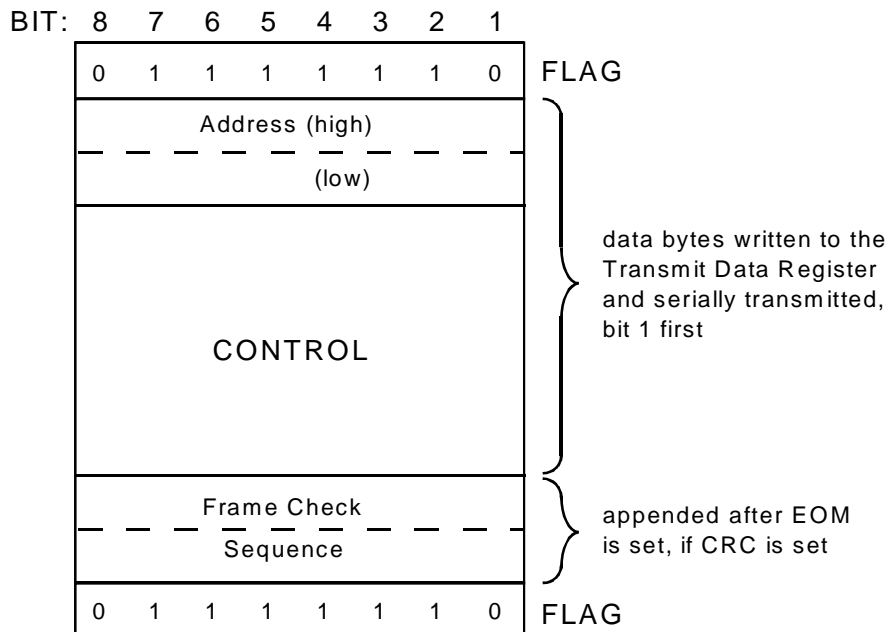 BIT: 8 7 6 5 4 3 2 1
0 1 1 1 1 1 1 0 FLAG
Address (high)
(low)
data bytes written to the
Transmit Data Register
and serially transmitted,
bit 1 first
CONTROL
Frame Check
Sequence
appended after EOM
is set, if CRC is set
0 1 1 1 1 1 1 0 FLAG